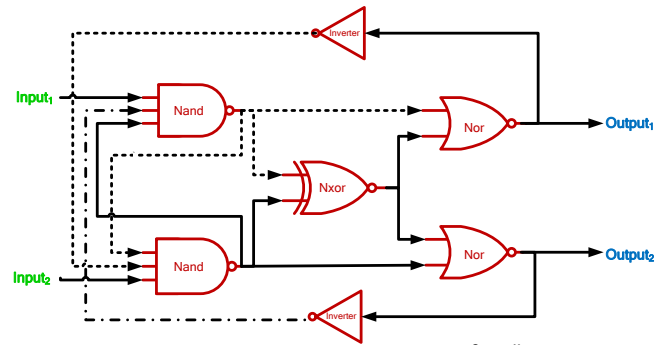 Inverter
Input₁
Nand
Nor
Output₁
Nxor
Input₂
Nand
Nor
Output₂
Inverter